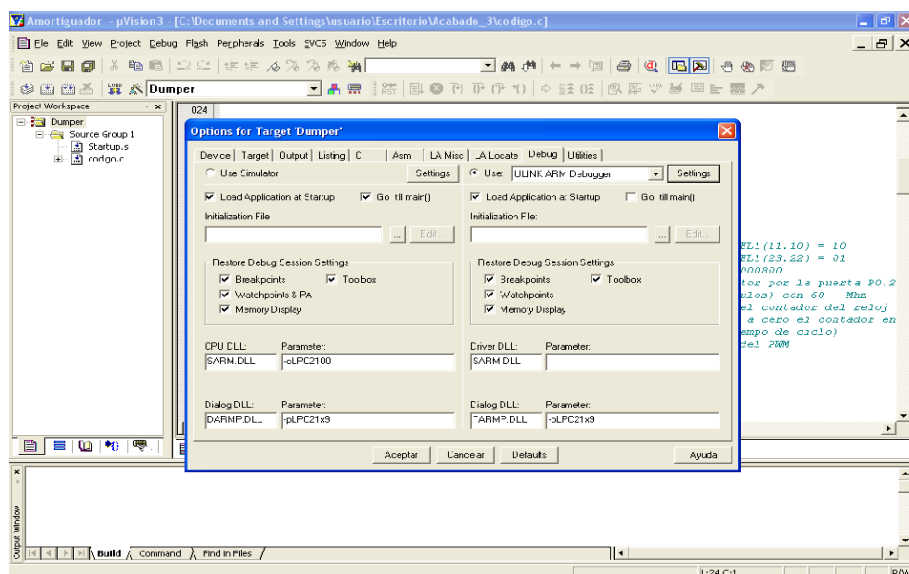 Amortiguador - µVision3 - [C:\Documents and Settings\usuario\Escritorio\Acabado_3\codigo.c]
File Edit View Project Debug Flash Peripherals Tools SVCS Window Help
Dumper
Project Workspace
Dumper
Source Group 1
Startup.s
codigo.c
024
Options for Target 'Dumper'
Device Target Output Listing C Asm LA Misc LA Locate Debug Utilities
Use Simulator Settings Use: ULINK ARM Debugger Settings
Load Application at Startup Go till main() Load Application at Startup Go till main()
Initialization File Initialization File:
... Edit... ... Edit...
Restore Debug Session Settings Restore Debug Session Settings
Breakpoints Toolbox Breakpoints Toolbox
Watchpoints & PA Watchpoints
Memory Display Memory Display
CPU DLL: Parameter: Driver DLL: Parameter:
SARM.DLL -cLPC2100 SARM.DLL
Dialog DLL: Parameter: Dialog DLL: Parameter:
DARMP.DLL -pLPC21x9 TARMP.DLL -pLPC21x9
Aceptar Cancelar Defaults Ayuda
EL1(11.10) = 10
EL1(23.22) = 01
000800
tor por la puerta P0.2
ulos) con 60 Mhz
el contador del reloj
a cero el contador en
empo de ciclo)
del PWM
Output Window
Build Command Find in Files
L:24 C:1 R/W